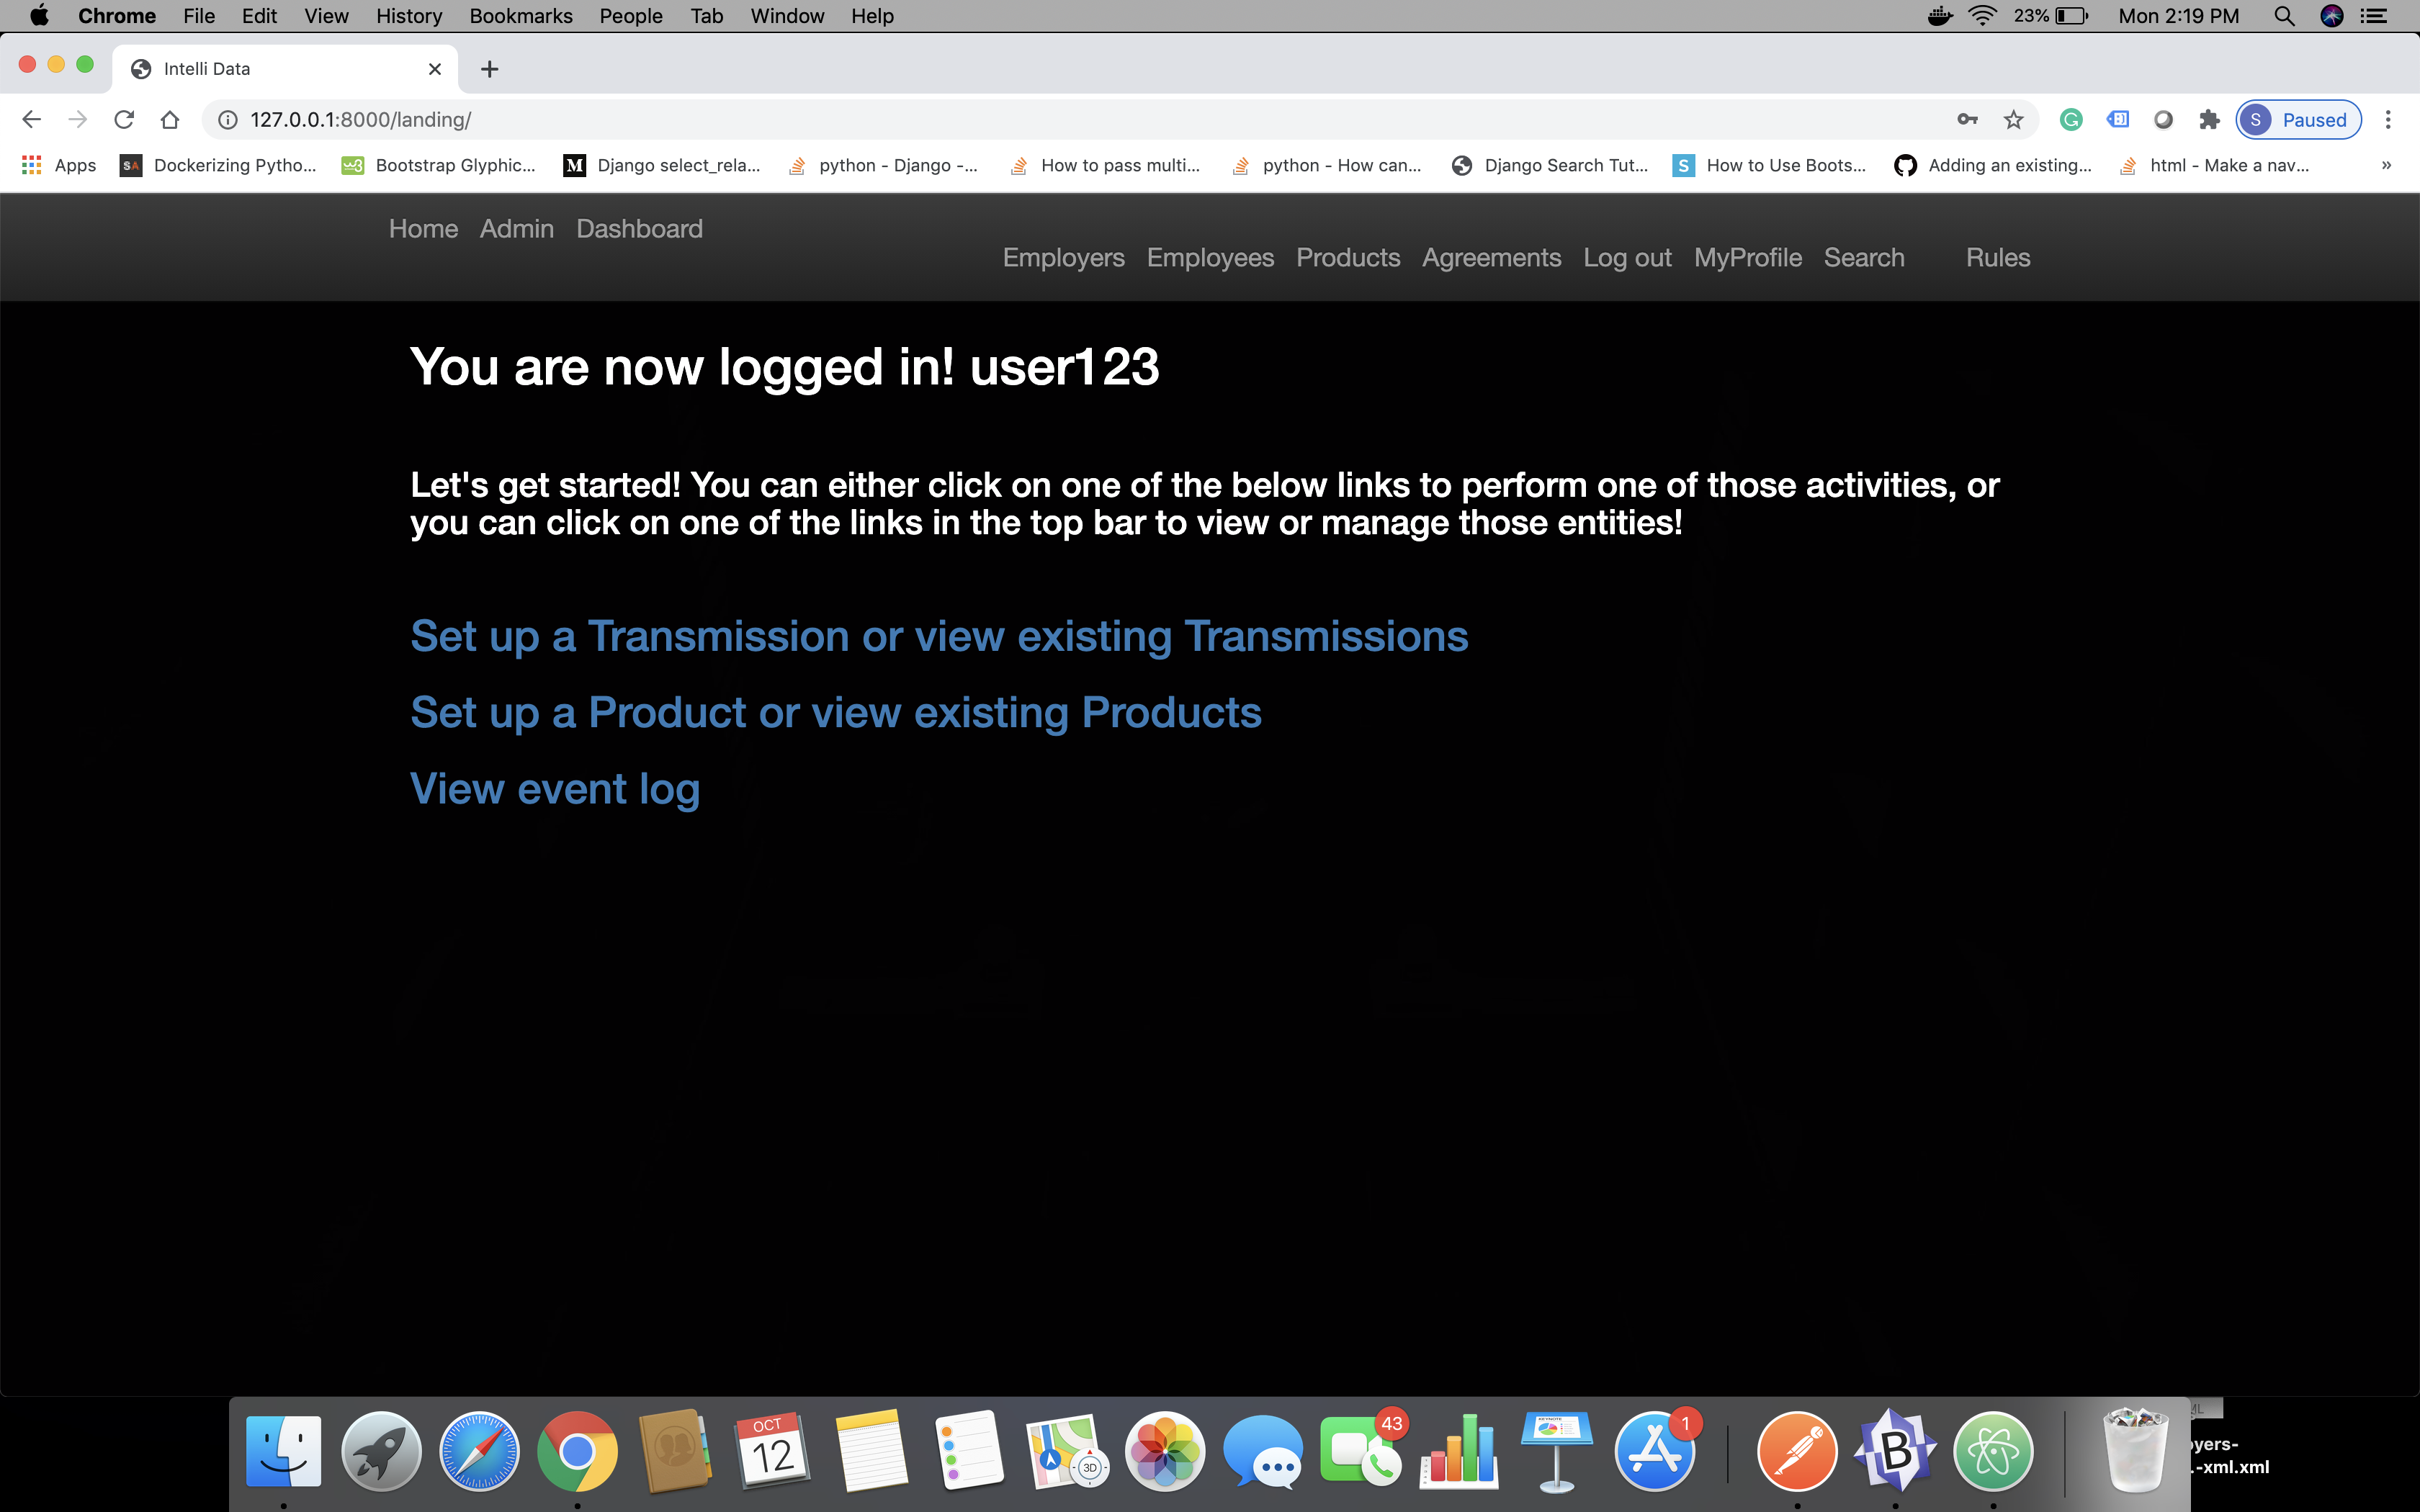 Chrome File Edit View History Bookmarks People Tab Window Help 23% Mon 2:19 PM
Intelli Data
127.0.0.1:8000/landing/ S Paused
Apps SA Dockerizing Pytho... w3 Bootstrap Glyphic... M Django select_rela... python - Django -... How to pass multi... python - How can... Django Search Tut... S How to Use Boots... Adding an existing... html - Make a nav... »
Home Admin Dashboard
Employers Employees Products Agreements Log out MyProfile Search Rules
You are now logged in! user123
Let's get started! You can either click on one of the below links to perform one of those activities, or
you can click on one of the links in the top bar to view or manage those entities!
Set up a Transmission or view existing Transmissions
Set up a Product or view existing Products
View event log
OCT
12
3D
43
KEYNOTE
1
B
yers-
.-xml.xml